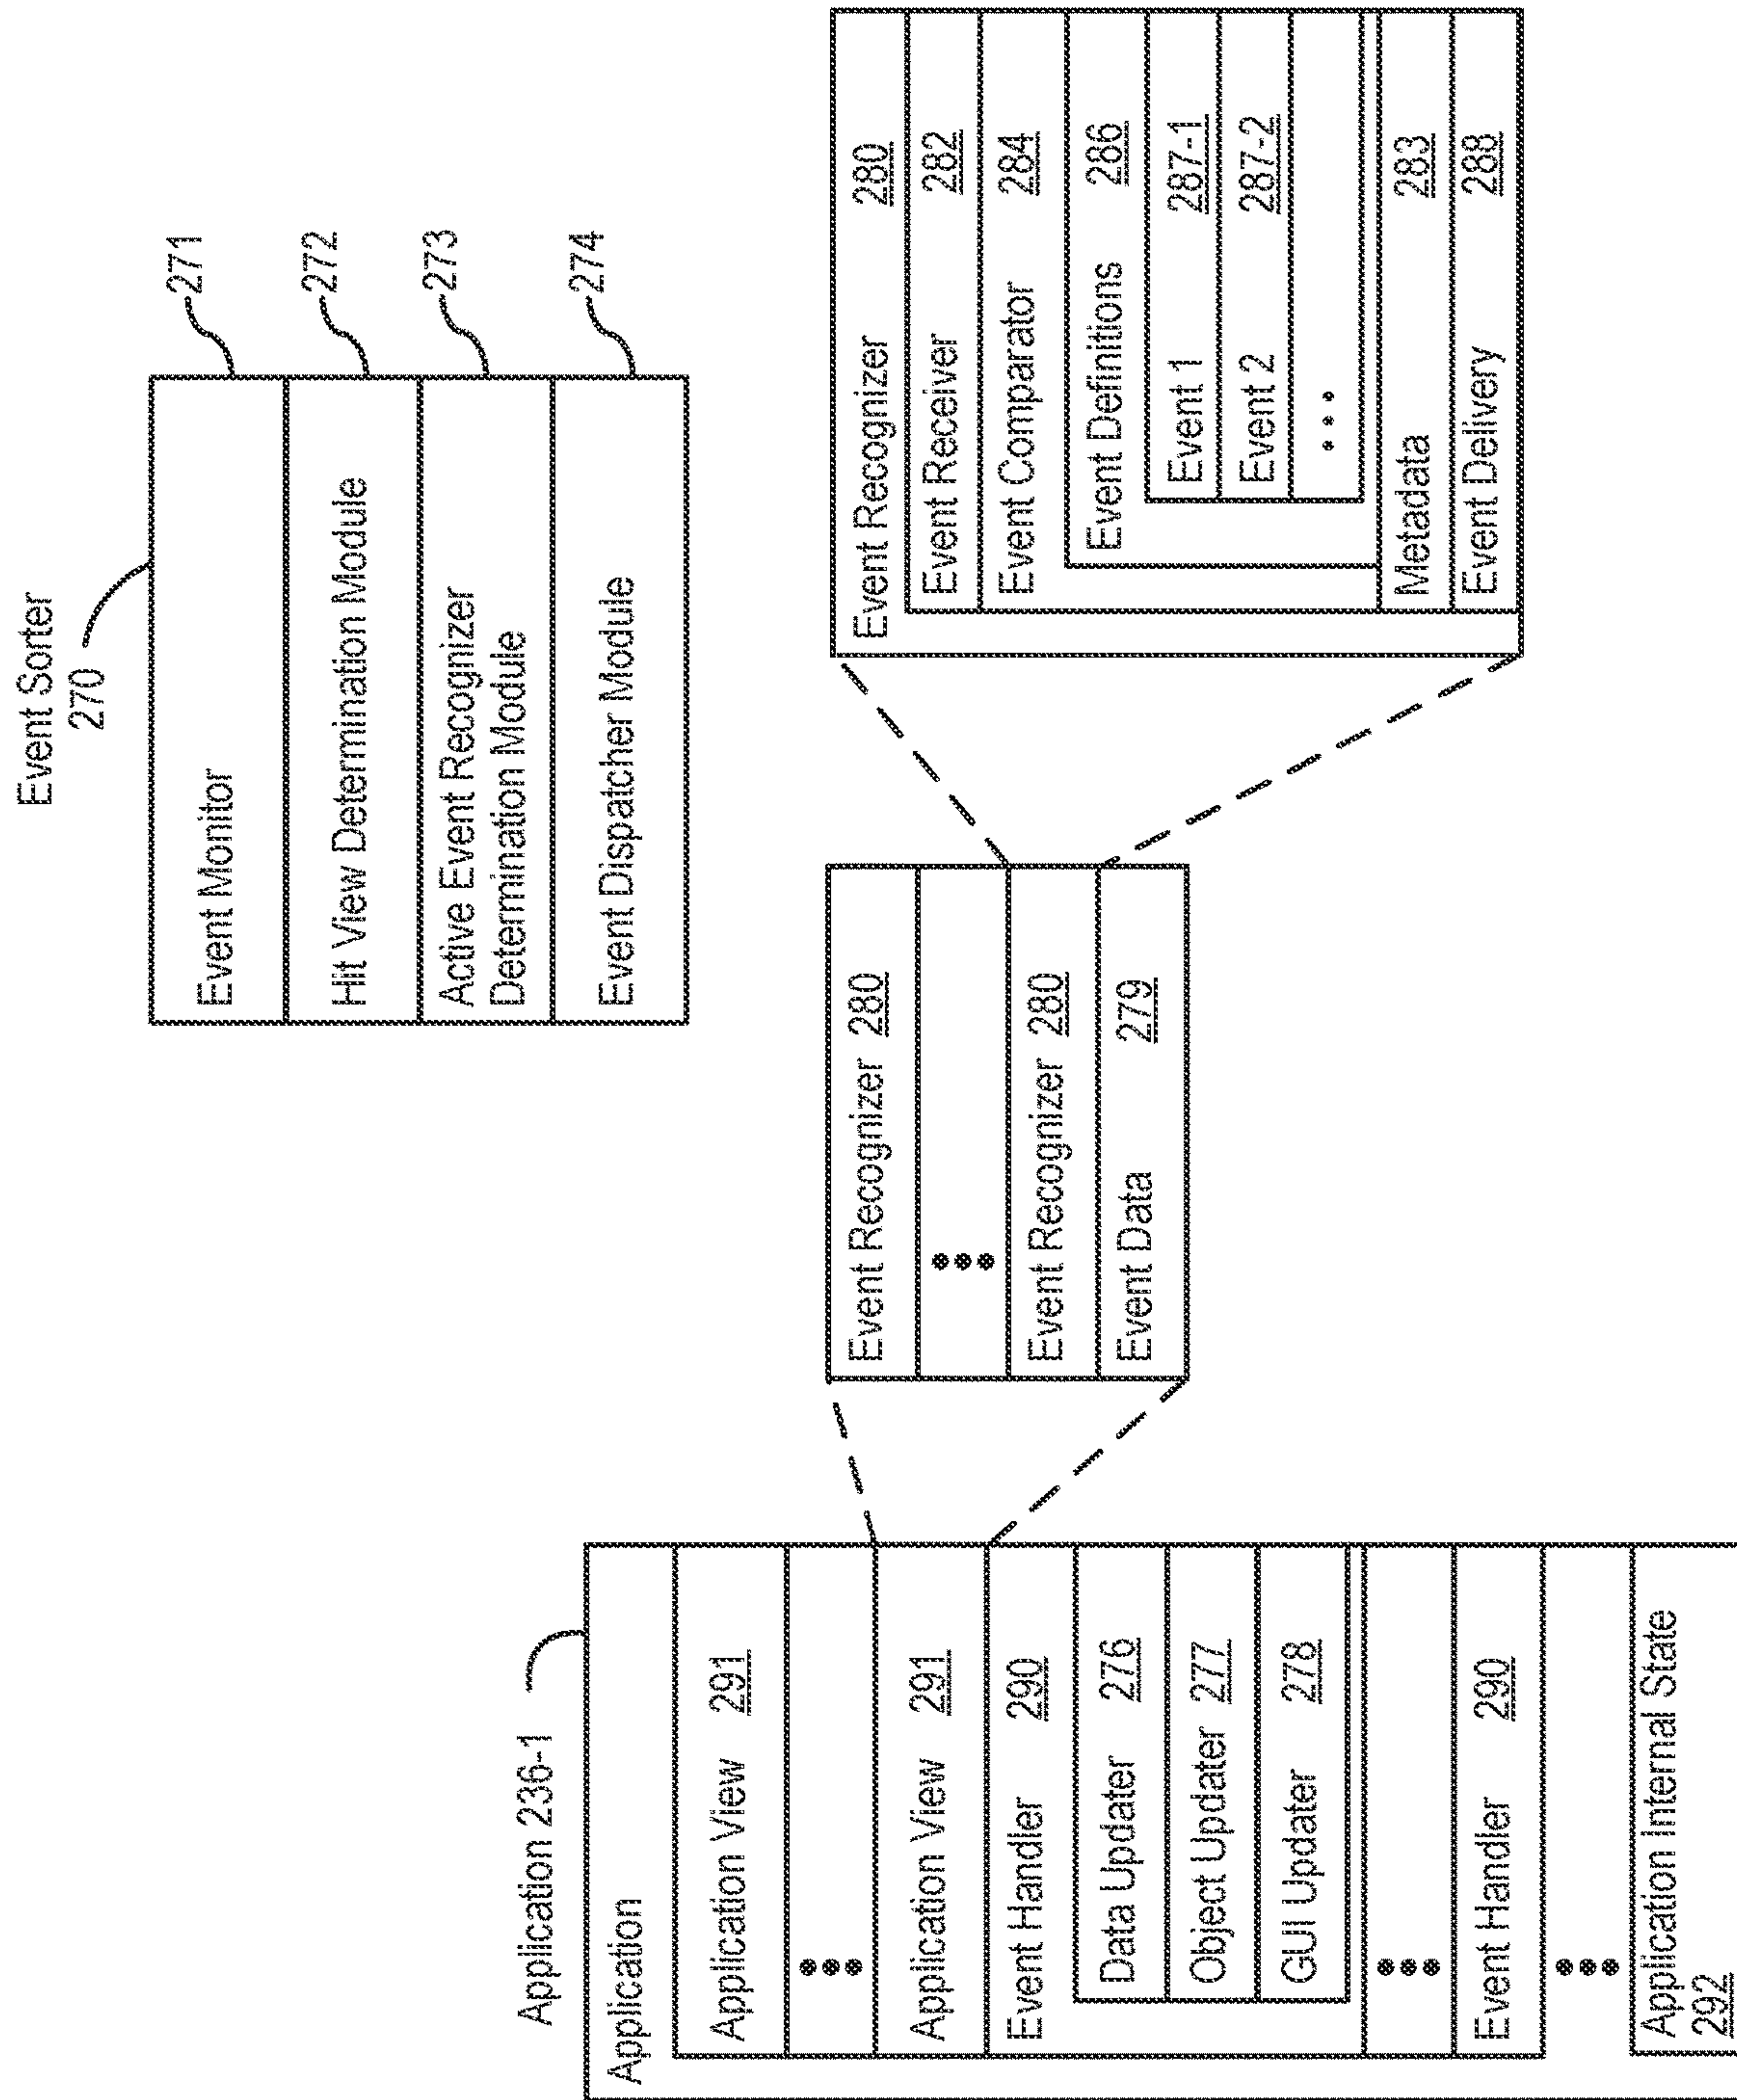 Event Sorter
270
Event Monitor
271
Hit View Determination Module
272
Active Event Recognizer
Determination Module
273
Event Dispatcher Module
274
Application 236-1
Application
Application View 291
•••
Application View 291
Event Handler 290
Data Updater 276
Object Updater 277
GUI Updater 278
•••
Event Handler 290
•••
Application Internal State
292
Event Recognizer 280
•••
Event Recognizer 280
Event Data 279
Event Recognizer 280
Event Receiver 282
Event Comparator 284
Event Definitions 286
Event 1 287-1
Event 2 287-2
•••
Metadata 283
Event Delivery 288